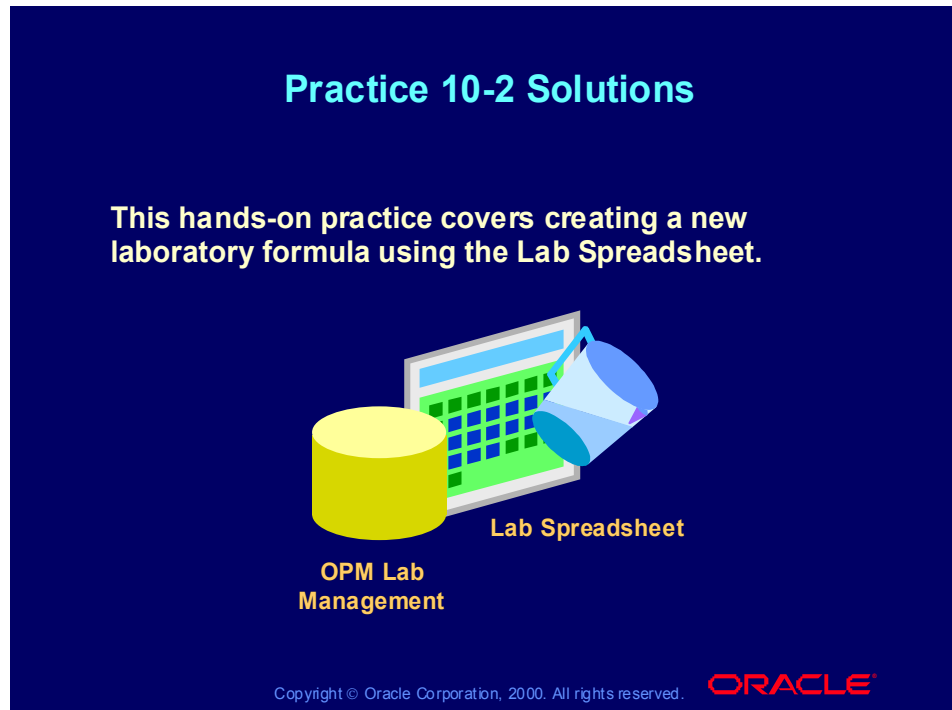 Practice 10-2 Solutions
This hands-on practice covers creating a new
laboratory formula using the Lab Spreadsheet.
Lab Spreadsheet
OPM Lab
Management
Copyright © Oracle Corporation, 2000. All rights reserved.
ORACLE®